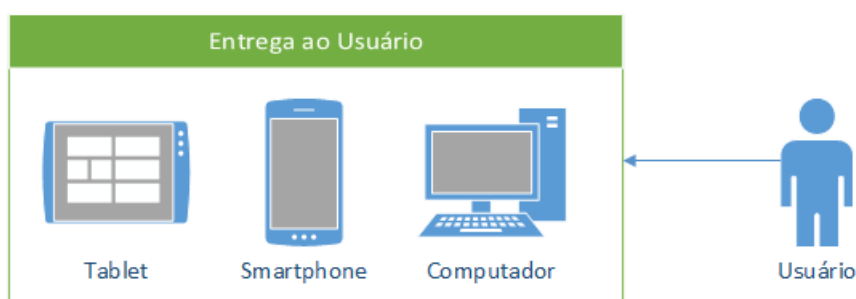 Entrega ao Usuário
Tablet
Smartphone
Computador
Usuário